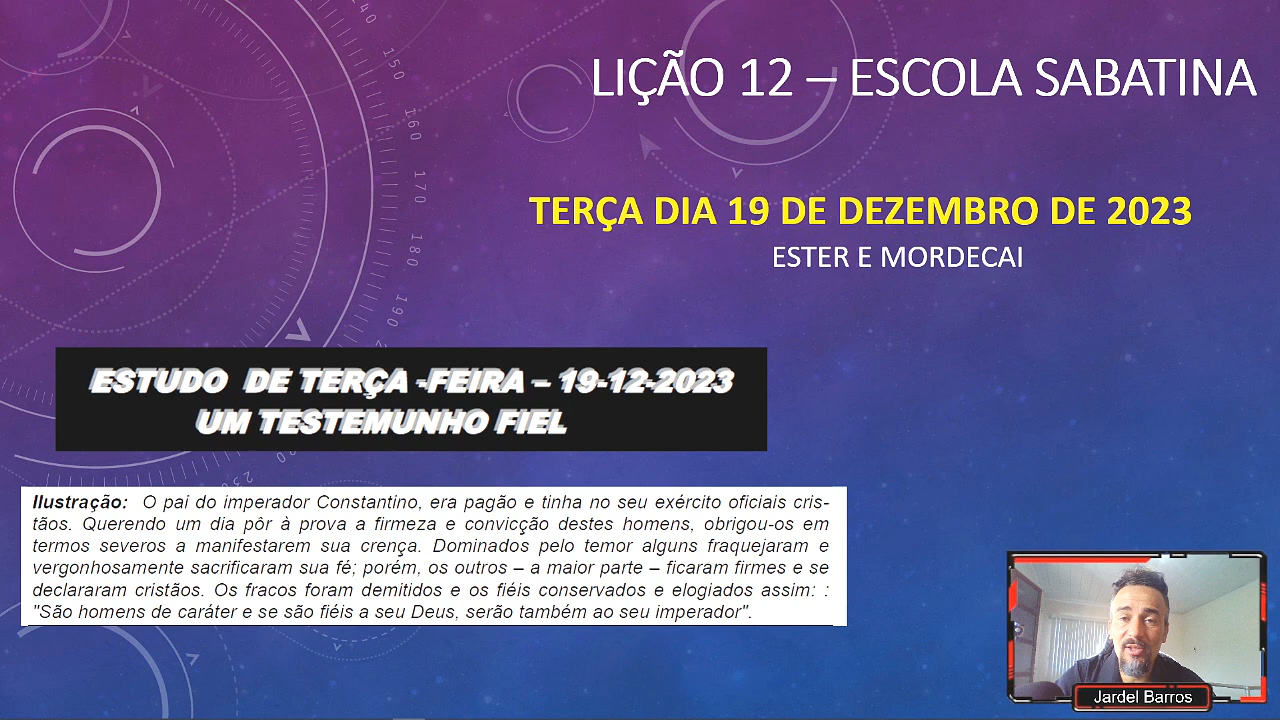 LIÇÃO 12 – ESCOLA SABATINA
TERÇA DIA 19 DE DEZEMBRO DE 2023
ESTER E MORDECAI
ESTUDO DE TERÇA -FEIRA – 19-12-2023
UM TESTEMUNHO FIEL
Ilustração: O pai do imperador Constantino, era pagão e tinha no seu exército oficiais cris-
tãos. Querendo um dia pôr à prova a firmeza e convicção destes homens, obrigou-os em
termos severos a manifestarem sua crença. Dominados pelo temor alguns fraquejaram e
vergonhosamente sacrificaram sua fé; porém, os outros – a maior parte – ficaram firmes e se
declararam cristãos. Os fracos foram demitidos e os fiéis conservados e elogiados assim: :
"São homens de caráter e se são fiéis a seu Deus, serão também ao seu imperador".
Jardel Barros
150
160
170
180
190